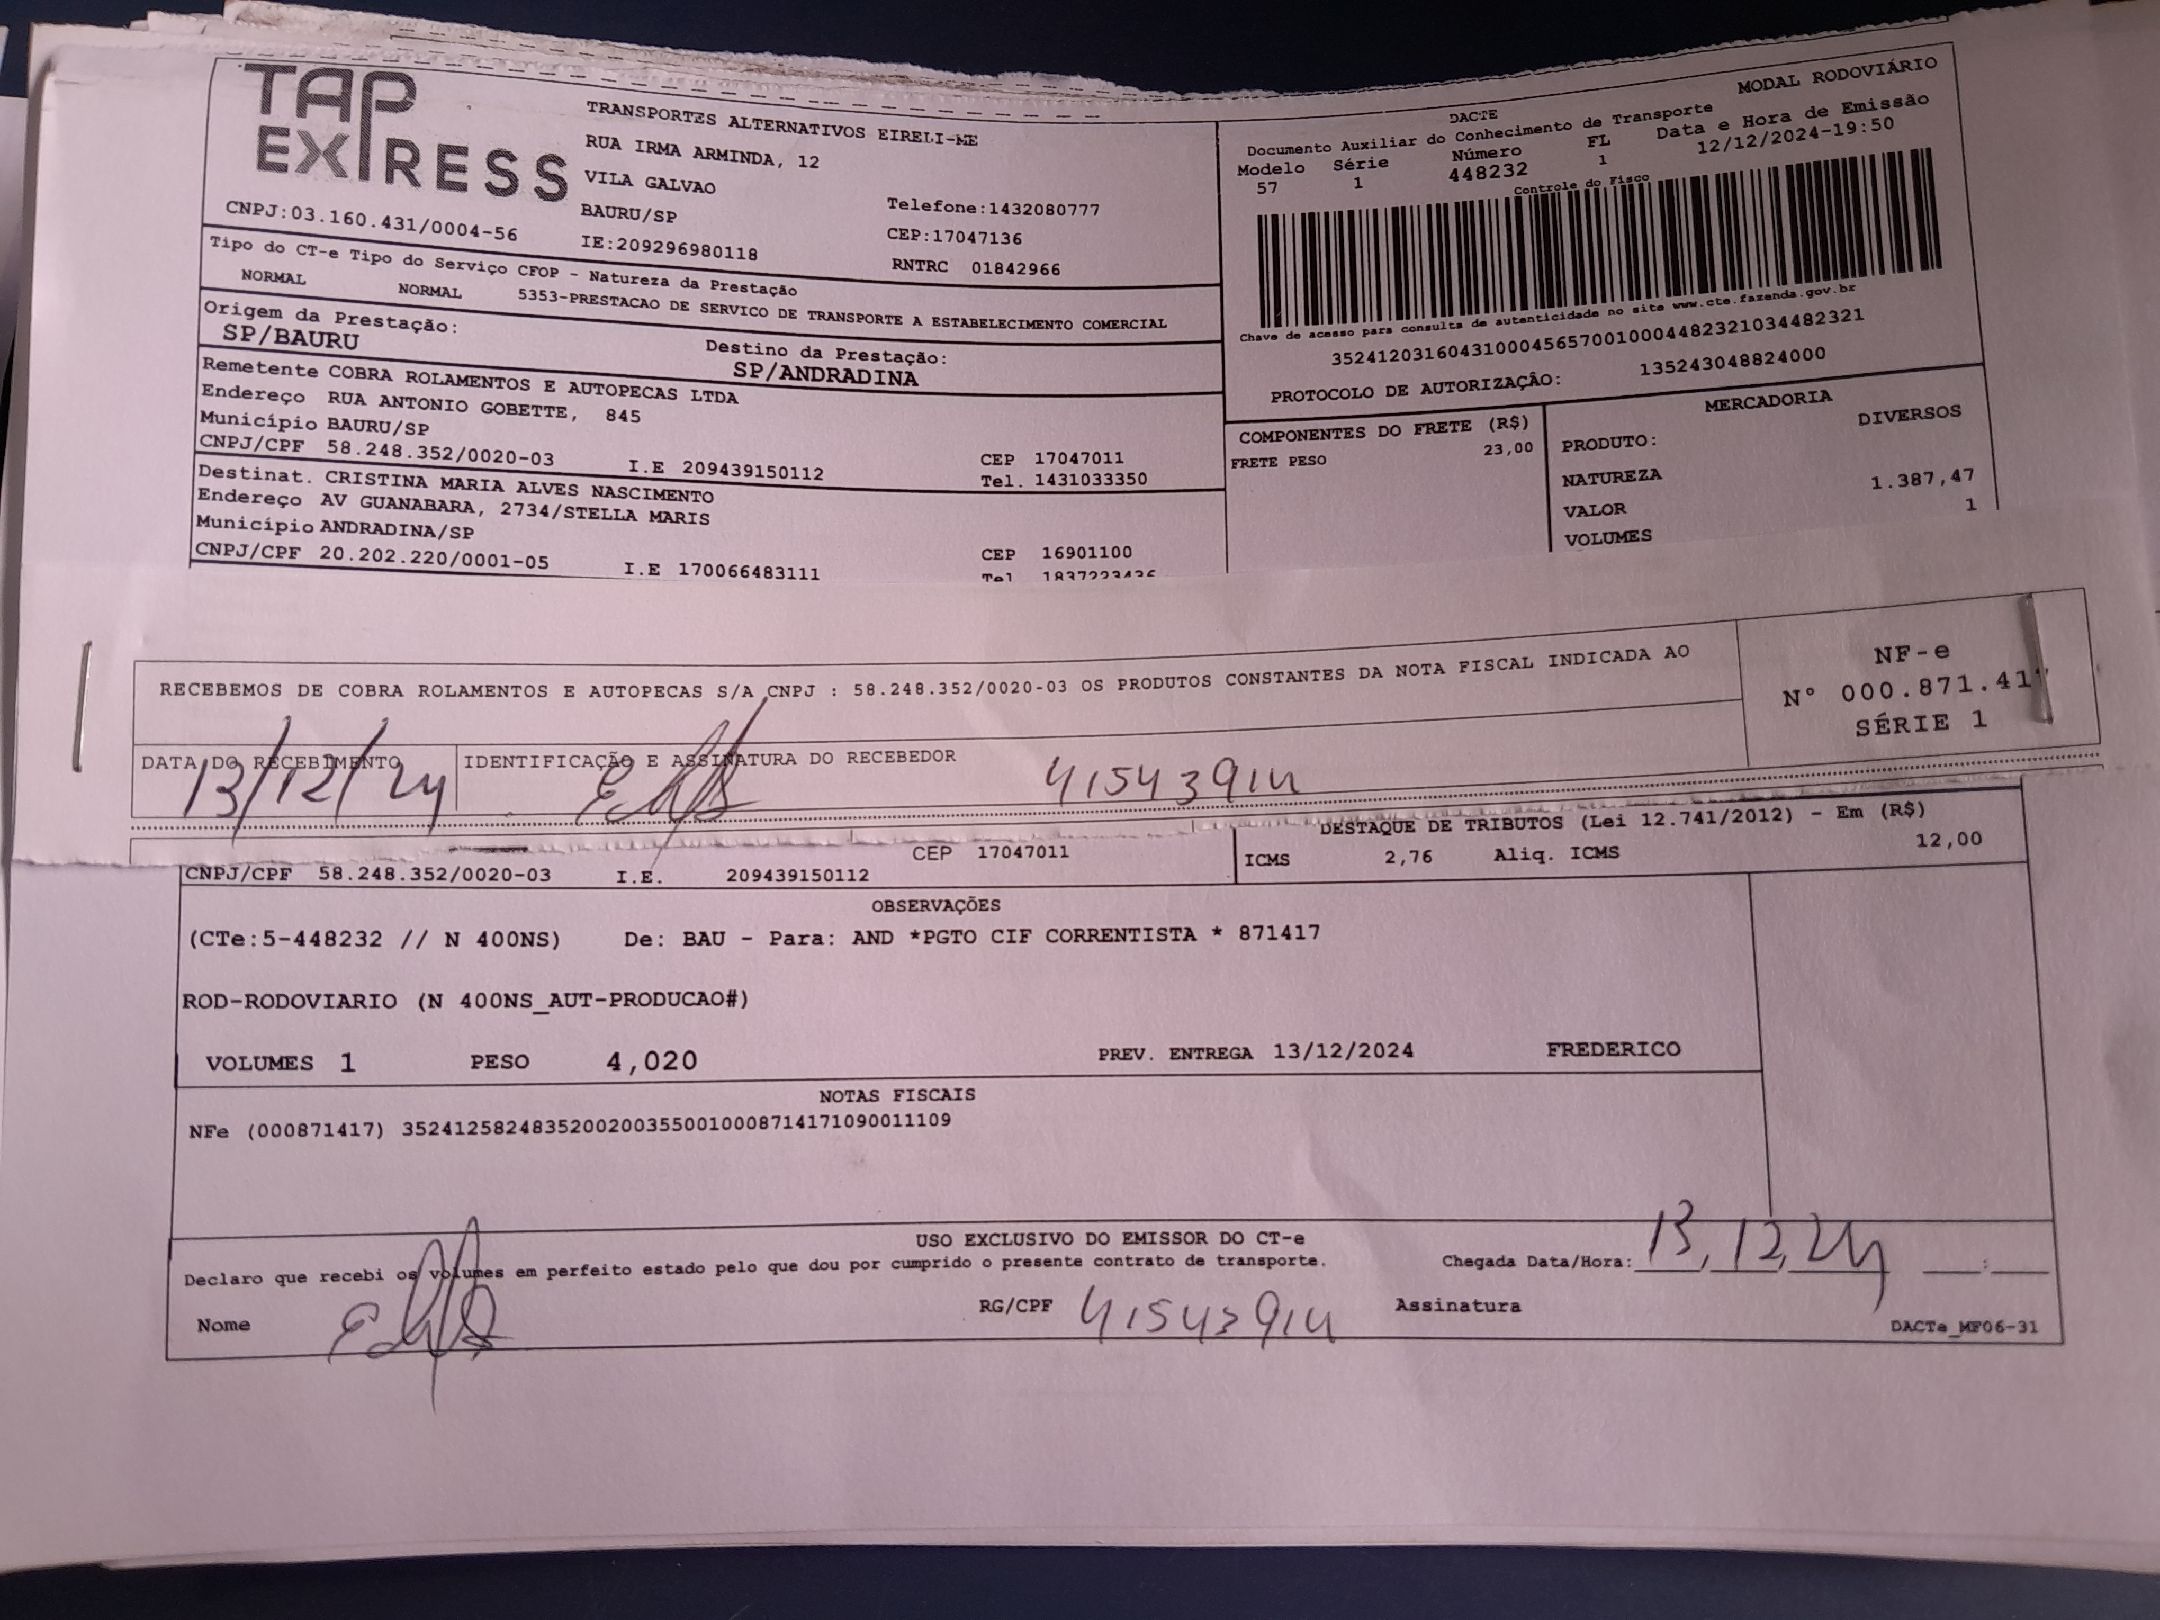 TAP
EXPRESS
TRANSPORTES ALTERNATIVOS EIRELI-ME
RUA IRMA ARMINDA, 12
VILA GALVAO
BAURU/SP Telefone:1432080777
CNPJ:03.160.431/0004-56 IE:209296980118 CEP:17047136
RNTRC 01842966
MODAL RODOVIÁRIO
DACTE
Documento Auxiliar do Conhecimento de Transporte
Modelo Série Número FL Data e Hora de Emissão
57 1 448232 1 12/12/2024-19:50
Controle do Fisco
Chave de acesso para consulta de autenticidade no site www.cte.fazenda.gov.br
35241203160431000456570010004482321034482321
PROTOCOLO DE AUTORIZAÇÃO: 135243048824000
Tipo do CT-e Tipo do Serviço CFOP - Natureza da Prestação
NORMAL NORMAL 5353-PRESTACAO DE SERVICO DE TRANSPORTE A ESTABELECIMENTO COMERCIAL
Origem da Prestação: Destino da Prestação:
SP/BAURU SP/ANDRADINA
Remetente COBRA ROLAMENTOS E AUTOPECAS LTDA
Endereço RUA ANTONIO GOBETTE, 845
Município BAURU/SP CEP 17047011
CNPJ/CPF 58.248.352/0020-03 I.E 209439150112 Tel. 1431033350
Destinat. CRISTINA MARIA ALVES NASCIMENTO
Endereço AV GUANABARA, 2734/STELLA MARIS
Município ANDRADINA/SP CEP 16901100
CNPJ/CPF 20.202.220/0001-05 I.E 170066483111 Tel 1837223436
COMPONENTES DO FRETE (R$)
FRETE PESO 23,00
MERCADORIA
PRODUTO: DIVERSOS
NATUREZA
VALOR 1.387,47
VOLUMES 1
RECEBEMOS DE COBRA ROLAMENTOS E AUTOPECAS S/A CNPJ : 58.248.352/0020-03 OS PRODUTOS CONSTANTES DA NOTA FISCAL INDICADA AO
NF-e
Nº 000.871.417
SÉRIE 1
DATA DO RECEBIMENTO IDENTIFICAÇÃO E ASSINATURA DO RECEBEDOR
13/12/24 41543914
CEP 17047011
CNPJ/CPF 58.248.352/0020-03 I.E. 209439150112
DESTAQUE DE TRIBUTOS (Lei 12.741/2012) - Em (R$)
ICMS 2,76 Aliq. ICMS 12,00
OBSERVAÇÕES
(CTe:5-448232 // N 400NS) De: BAU - Para: AND *PGTO CIF CORRENTISTA * 871417
ROD-RODOVIARIO (N 400NS_AUT-PRODUCAO#)
VOLUMES 1 PESO 4,020 PREV. ENTREGA 13/12/2024 FREDERICO
NOTAS FISCAIS
NFe (000871417) 35241258248352002003550010008714171090011109
USO EXCLUSIVO DO EMISSOR DO CT-e
Declaro que recebi os volumes em perfeito estado pelo que dou por cumprido o presente contrato de transporte. Chegada Data/Hora: 13, 12, 24 :
Nome RG/CPF 41543914 Assinatura
DACTe_MF06-31